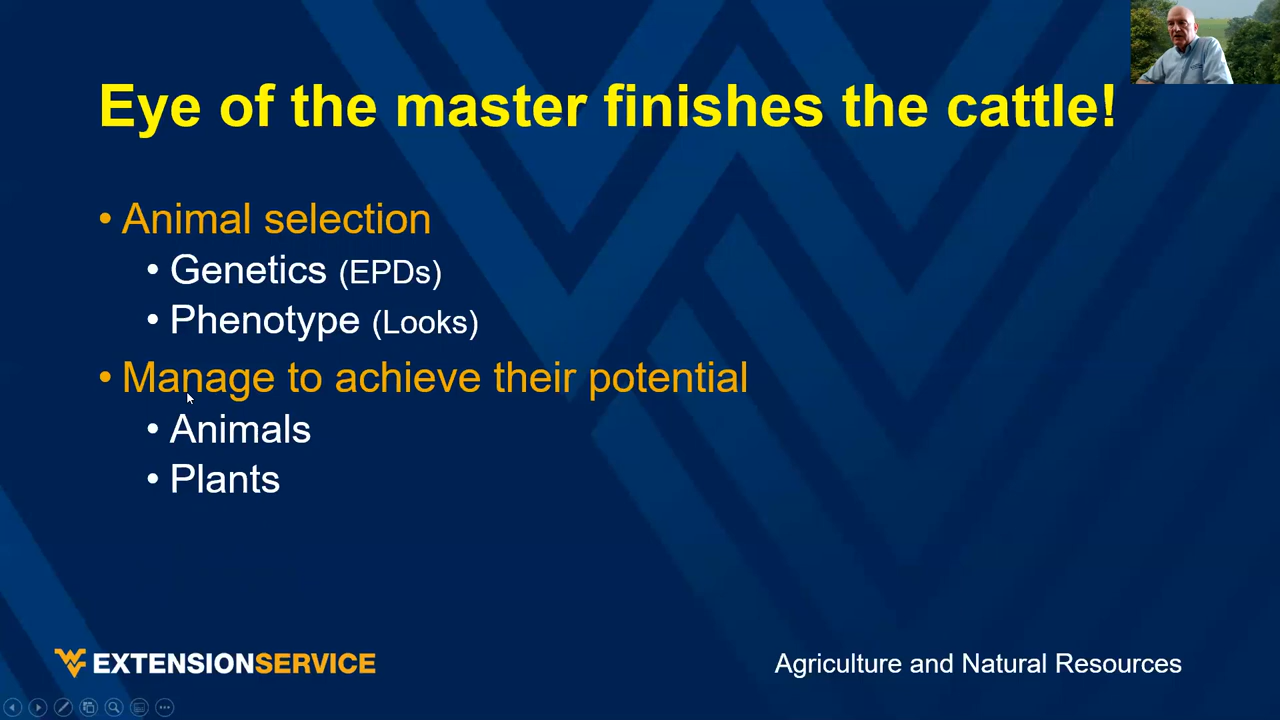 Eye of the master finishes the cattle!
• Animal selection
• Genetics (EPDs)
• Phenotype (Looks)
• Manage to achieve their potential
• Animals
• Plants
EXTENSIONSERVICE
Agriculture and Natural Resources